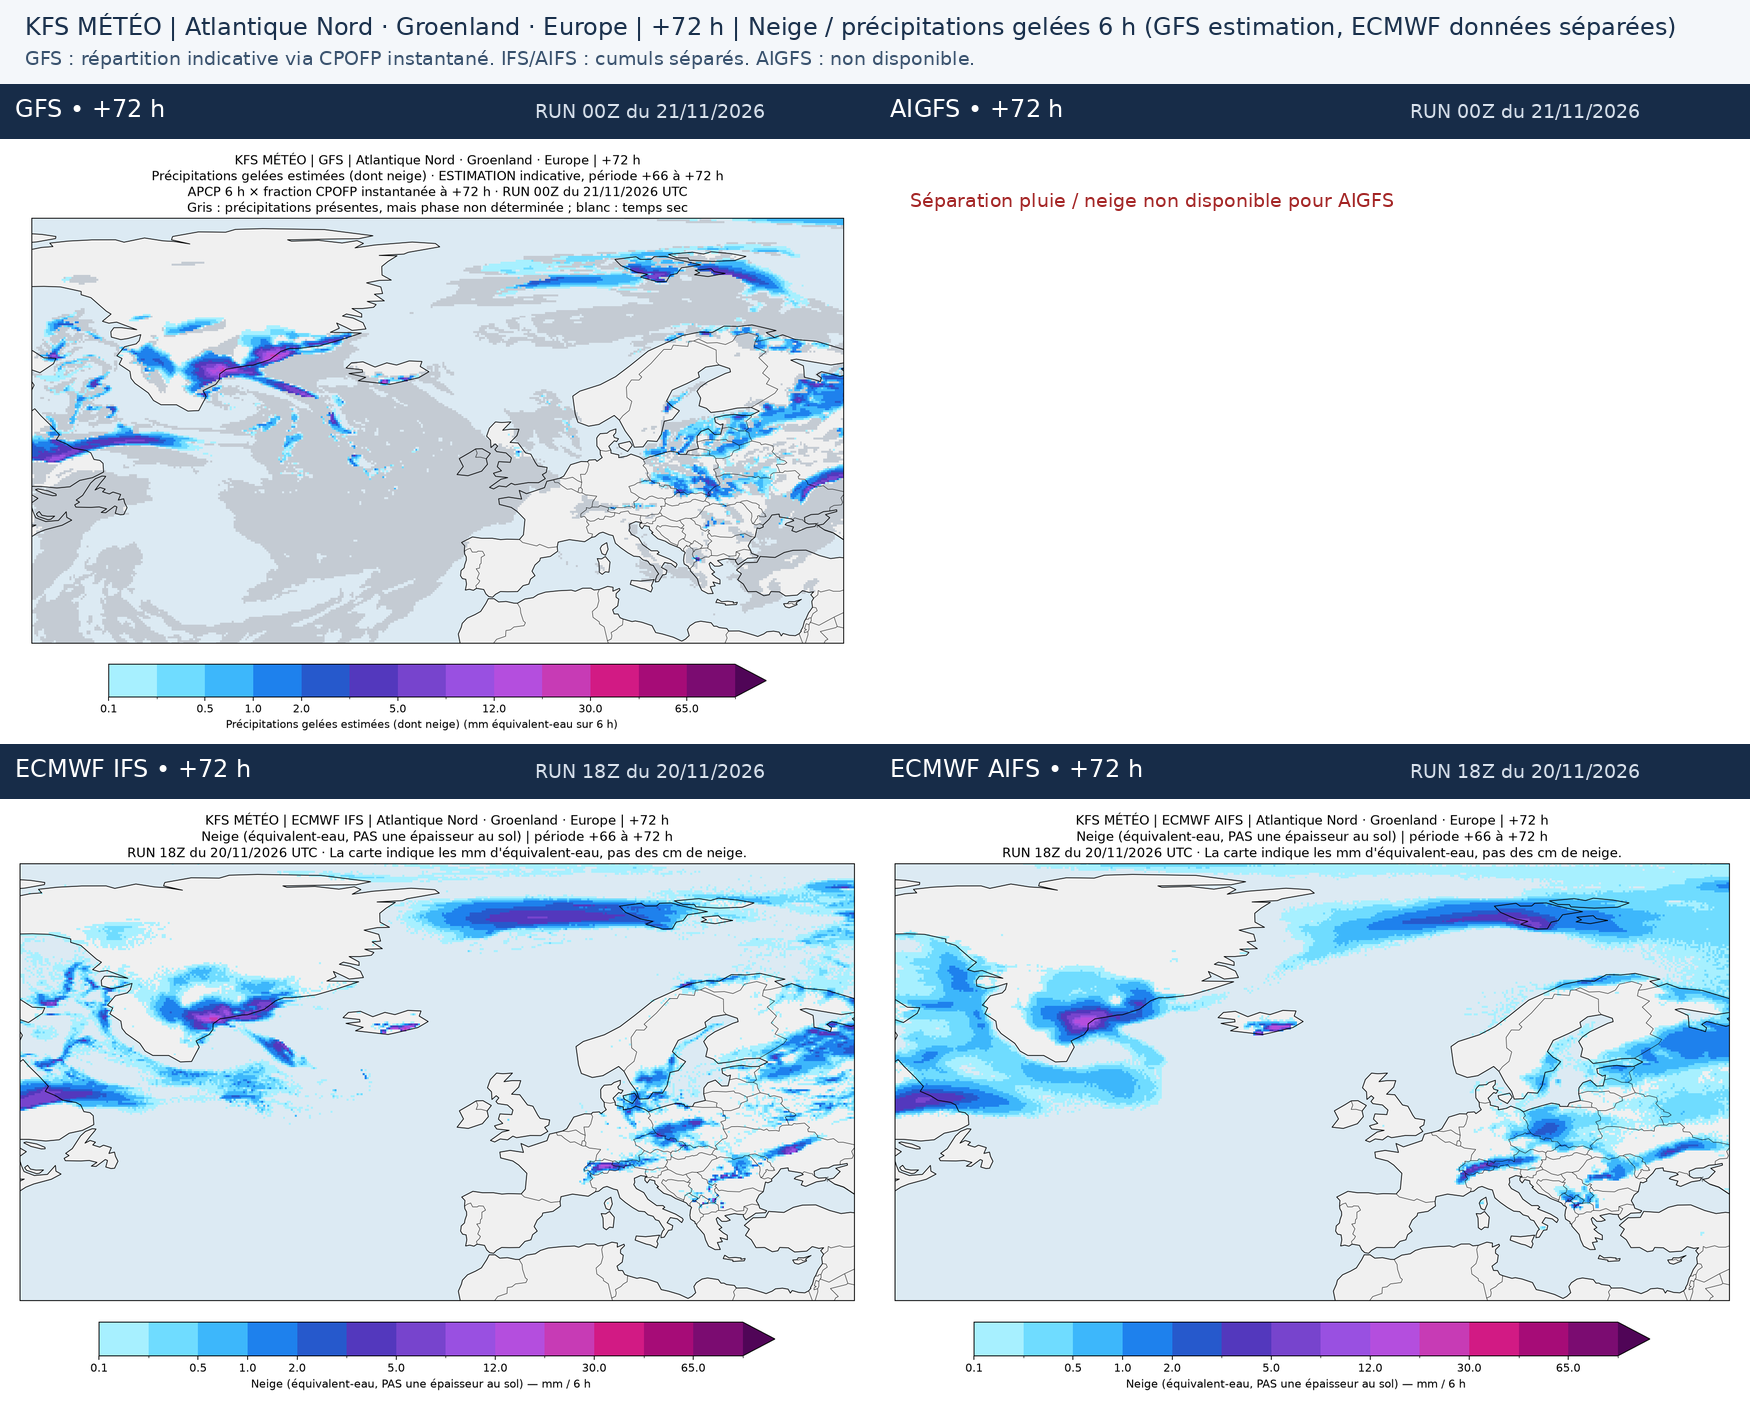 KFS MÉTÉO | Atlantique Nord · Groenland · Europe | +72 h | Neige / précipitations gelées 6 h (GFS estimation, ECMWF données séparées)
GFS : répartition indicative via CPOFP instantané. IFS/AIFS : cumuls séparés. AIGFS : non disponible.
GFS • +72 h
RUN 00Z du 21/11/2026
AIGFS • +72 h
RUN 00Z du 21/11/2026
KFS MÉTÉO | GFS | Atlantique Nord · Groenland · Europe | +72 h
Précipitations gelées estimées (dont neige) · ESTIMATION indicative, période +66 à +72 h
APCP 6 h × fraction CPOFP instantanée à +72 h · RUN 00Z du 21/11/2026 UTC
Gris : précipitations présentes, mais phase non déterminée ; blanc : temps sec
Séparation pluie / neige non disponible pour AIGFS
0.1 0.5 1.0 2.0 5.0 12.0 30.0 65.0
Précipitations gelées estimées (dont neige) (mm équivalent-eau sur 6 h)
ECMWF IFS • +72 h
RUN 18Z du 20/11/2026
ECMWF AIFS • +72 h
RUN 18Z du 20/11/2026
KFS MÉTÉO | ECMWF IFS | Atlantique Nord · Groenland · Europe | +72 h
Neige (équivalent-eau, PAS une épaisseur au sol) | période +66 à +72 h
RUN 18Z du 20/11/2026 UTC · La carte indique les mm d'équivalent-eau, pas des cm de neige.
KFS MÉTÉO | ECMWF AIFS | Atlantique Nord · Groenland · Europe | +72 h
Neige (équivalent-eau, PAS une épaisseur au sol) | période +66 à +72 h
RUN 18Z du 20/11/2026 UTC · La carte indique les mm d'équivalent-eau, pas des cm de neige.
0.1 0.5 1.0 2.0 5.0 12.0 30.0 65.0
Neige (équivalent-eau, PAS une épaisseur au sol) — mm / 6 h
0.1 0.5 1.0 2.0 5.0 12.0 30.0 65.0
Neige (équivalent-eau, PAS une épaisseur au sol) — mm / 6 h